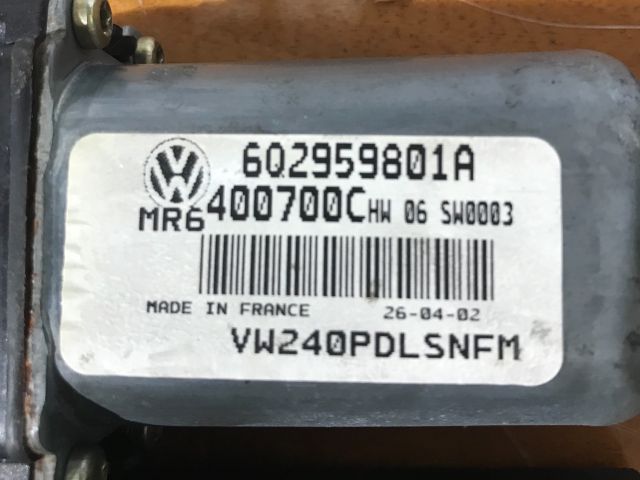 6Q2959801A
MR6 400700C HW 06 SW0003
MADE IN FRANCE 26-04-02
VW240PDLSNFM